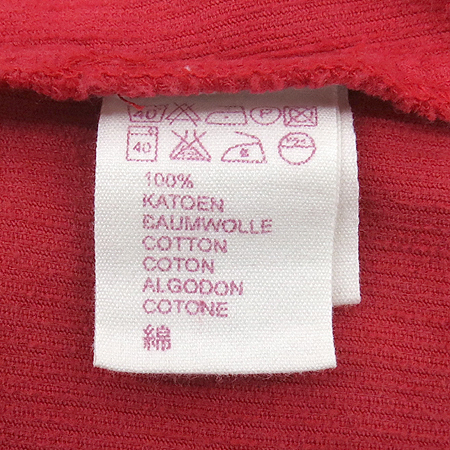 40 P
40
100%
KATOEN
BAUMWOLLE
COTTON
COTON
ALGODON
COTONE
綿